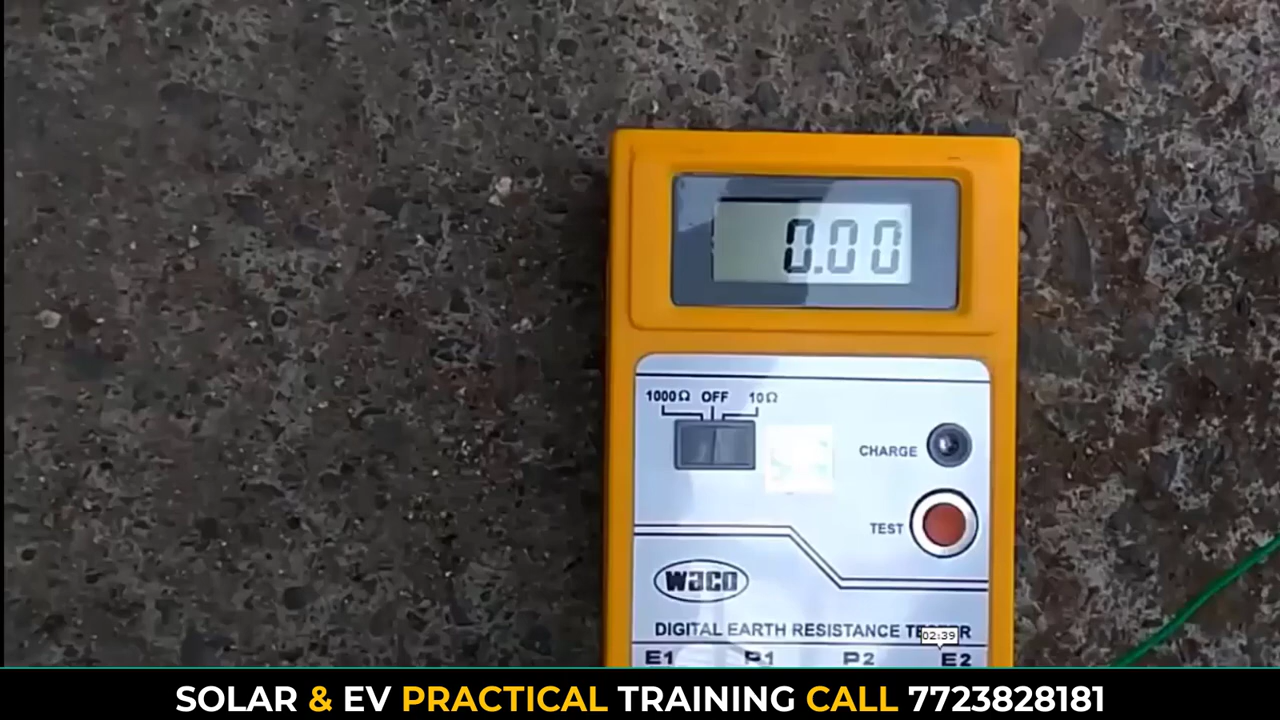 0.00
1000Ω OFF 10Ω
CHARGE
TEST
waco
DIGITAL EARTH RESISTANCE
02:39
E1 P1 P2 E2
SOLAR & EV PRACTICAL TRAINING CALL 7723828181